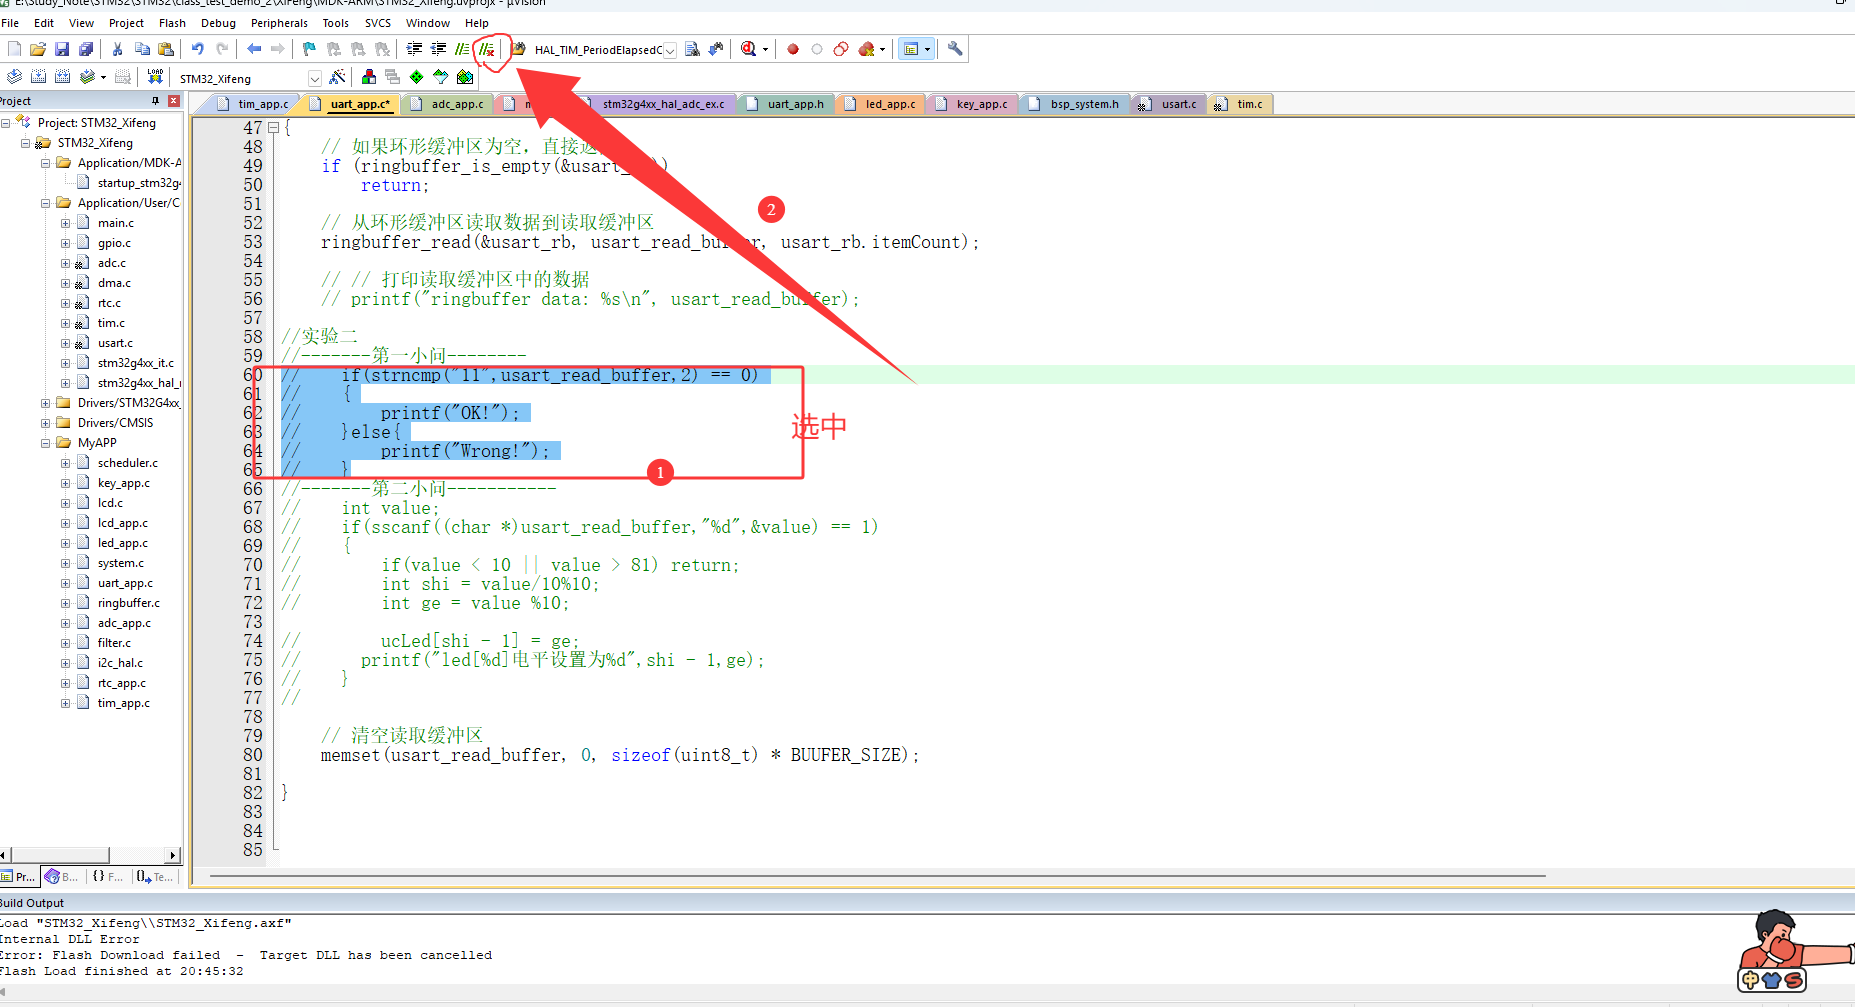 E:\Study_Note\STM32\STM32\class_test_demo_2\XiFeng\MDK-ARM\STM32_Xifeng.uvprojx - µVision
File Edit View Project Flash Debug Peripherals Tools SVCS Window Help
HAL_TIM_PeriodElapsedC
LOAD
STM32_Xifeng
Project
tim_app.c uart_app.c* adc_app.c stm32g4xx_hal_adc_ex.c uart_app.h led_app.c key_app.c bsp_system.h usart.c tim.c
Project: STM32_Xifeng
STM32_Xifeng
Application/MDK-A
startup_stm32g4
Application/User/C
main.c
gpio.c
adc.c
dma.c
rtc.c
tim.c
usart.c
stm32g4xx_it.c
stm32g4xx_hal_r
Drivers/STM32G4xx_
Drivers/CMSIS
MyAPP
scheduler.c
key_app.c
lcd.c
lcd_app.c
led_app.c
system.c
uart_app.c
ringbuffer.c
adc_app.c
filter.c
i2c_hal.c
rtc_app.c
tim_app.c
Pr... B... {} F... Te...
47 {
48 // 如果环形缓冲区为空，直接返
49 if (ringbuffer_is_empty(&usart_ ))
50 return;
51
52 // 从环形缓冲区读取数据到读取缓冲区
53 ringbuffer_read(&usart_rb, usart_read_buffer, usart_rb.itemCount);
54
55 // // 打印读取缓冲区中的数据
56 // printf("ringbuffer data: %s\n", usart_read_buffer);
57
58 //实验二
59 //-------第一小问--------
60 // if(strncmp("11",usart_read_buffer,2) == 0)
61 // {
62 // printf("OK!");
63 // }else{
64 // printf("Wrong!");
65 // }
66 //-------第二小问-----------
67 // int value;
68 // if(sscanf((char *)usart_read_buffer,"%d",&value) == 1)
69 // {
70 // if(value < 10 || value > 81) return;
71 // int shi = value/10%10;
72 // int ge = value %10;
73
74 // ucLed[shi - 1] = ge;
75 // printf("led[%d]电平设置为%d",shi - 1,ge);
76 // }
77 //
78
79 // 清空读取缓冲区
80 memset(usart_read_buffer, 0, sizeof(uint8_t) * BUUFER_SIZE);
81
82 }
83
84
85
2
选中
1
Build Output
Load "STM32_Xifeng\\STM32_Xifeng.axf"
Internal DLL Error
Error: Flash Download failed  -  Target DLL has been cancelled
Flash Load finished at 20:45:32
中 S